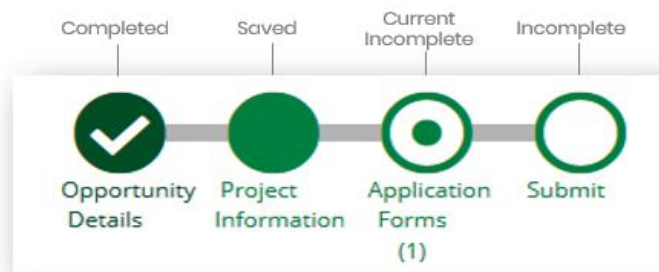 Completed
Saved
Current
Incomplete
Incomplete
Opportunity
Details
Project
Information
Application
Forms
(1)
Submit